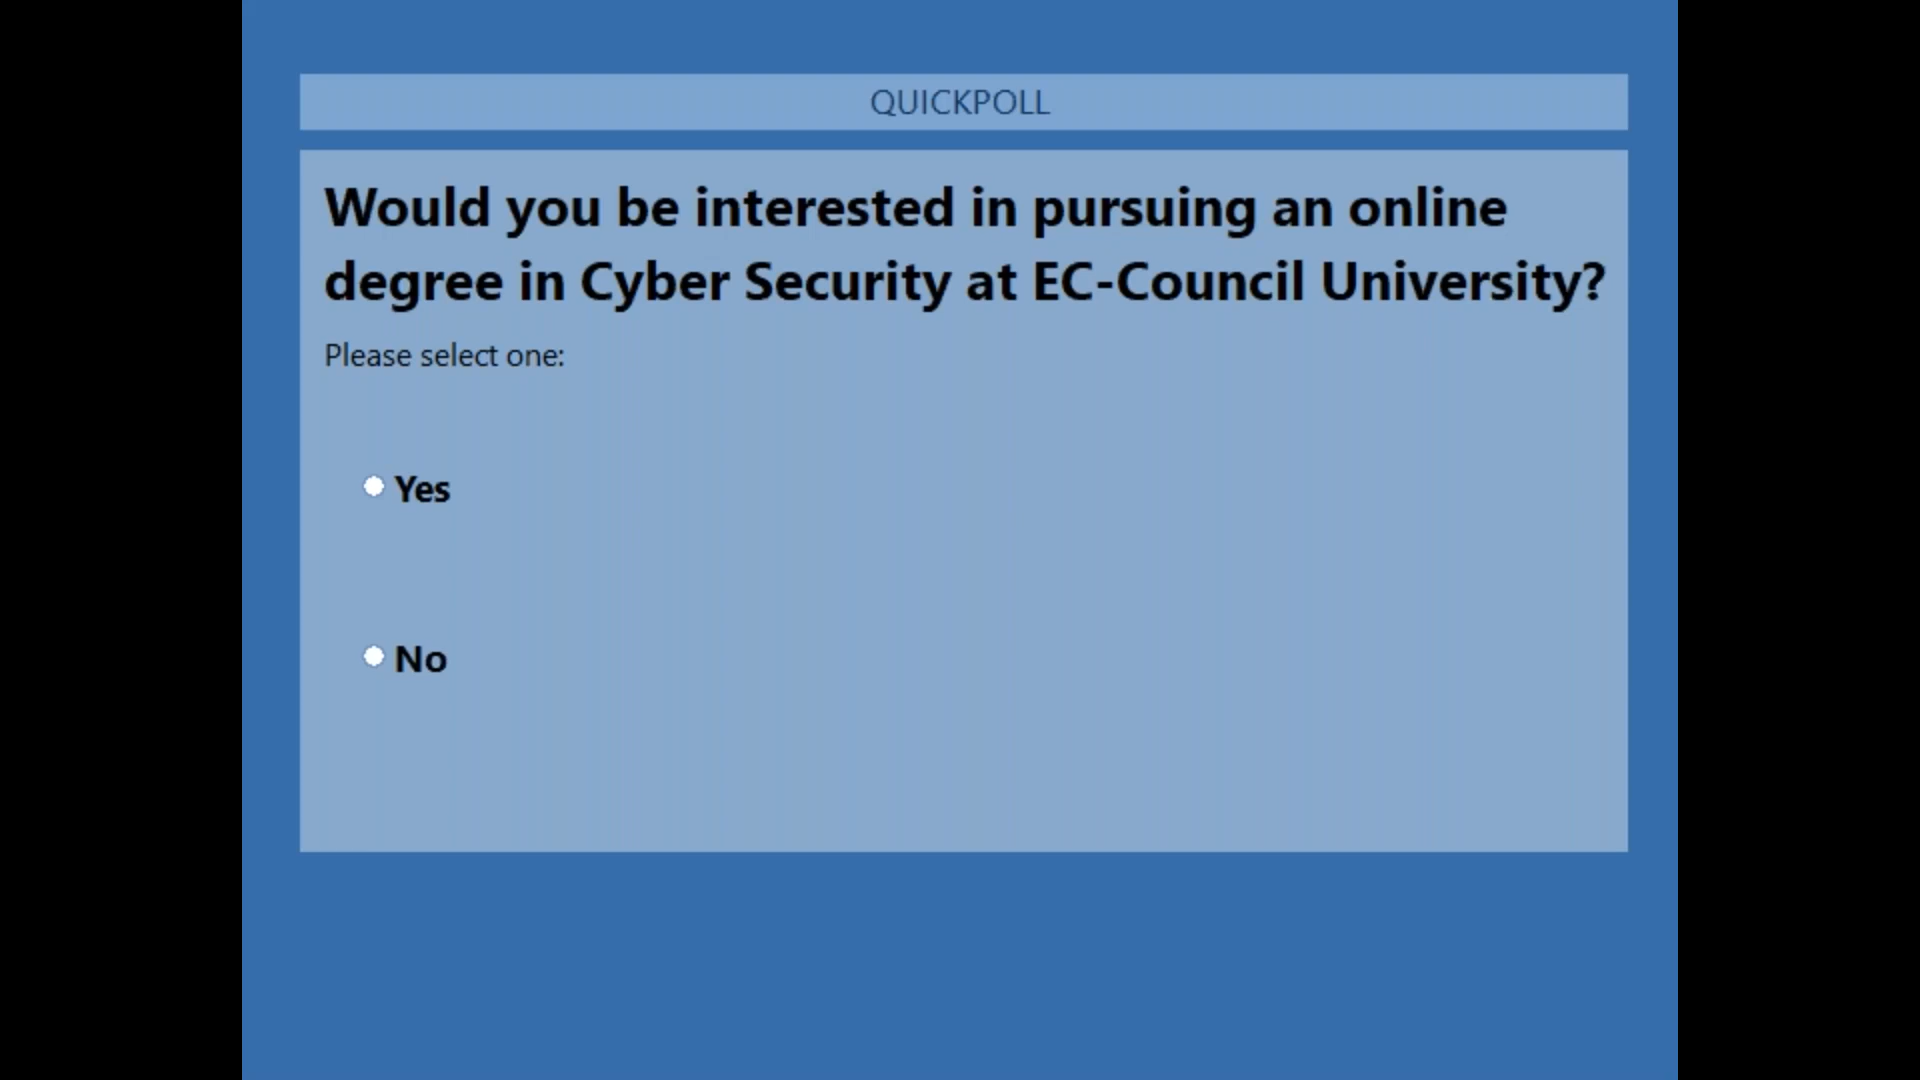 QUICKPOLL
Would you be interested in pursuing an online
degree in Cyber Security at EC-Council University?
Please select one:
Yes
No